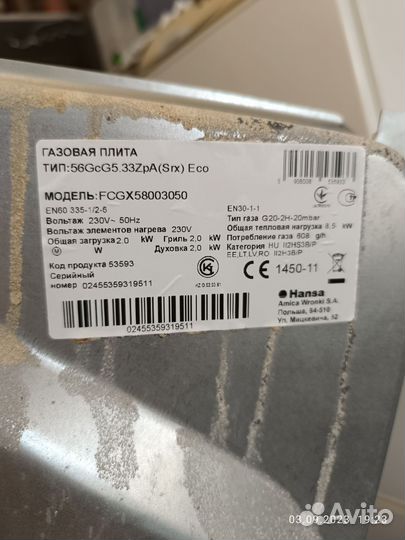 ГАЗОВАЯ ПЛИТА
ТИП:56GcG5.33ZpA(Srx) Eco
МОДЕЛЬ:FCGX58003050
EN60 335-1/2-6
Вольтаж 230V~ 50Hz
Вольтаж элементов нагрева 230V
Общая загрузка 2.0 kW Гриль 2.0 kW
W Духовка 2.0 kW
Код продукта 53593
Серийный
номер 02455359319511
02455359319511
EN30-1-1
Тип газа G20-2H-20mbar
Общая тепловая нагрузка 8,5 kW
Потребление газа 608 g/h
Категория HU II2HS3B/P
EE,LT,LV,RO II2H3B/P
CE 1450-11
Hansa
Amica Wronki S.A.
Польша, 64-510
Ул. Мицкевича, 52
03.09.2023 19:23
Avito